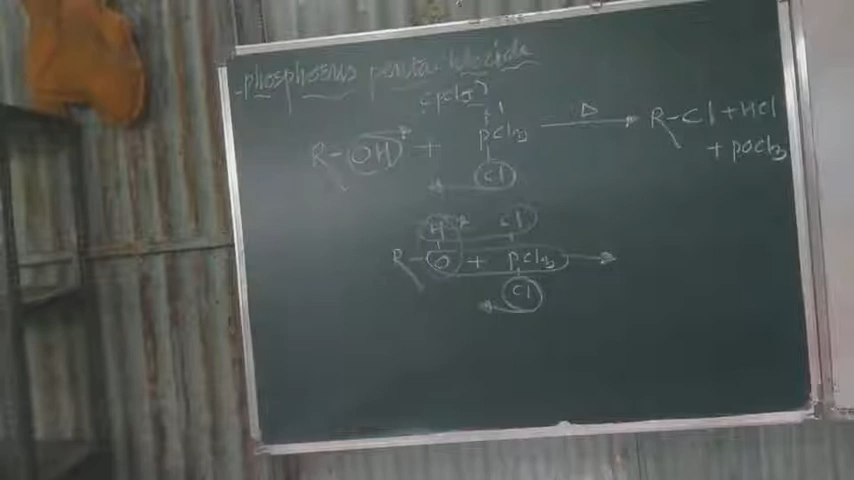 - phosphorus penta chloride
(pcl5)
Cl
R-OH + pCl3 Δ → R-Cl + HCl
Cl + pOCl3
H Cl
R-O + pCl3 →
Cl